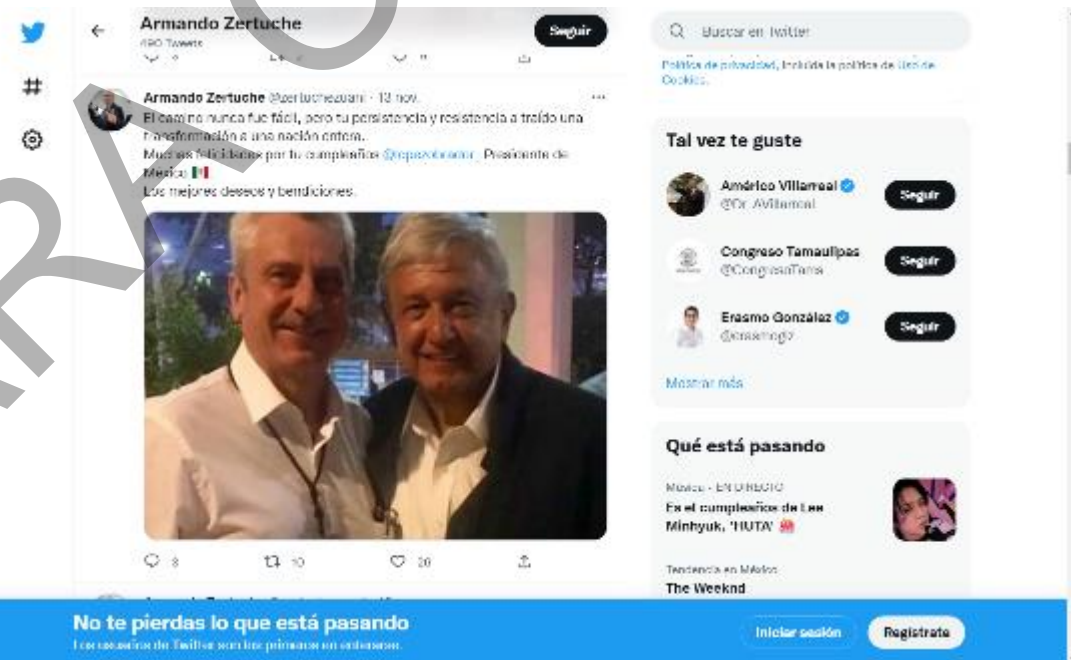 Armando Zertuche
490 Tweets
Seguir
Buscar en Twitter
Política de privacidad, incluida la política de Uso de
Cookies.
Armando Zertuche @zertuchezuani · 13 nov.
El camino nunca fue fácil, pero tu persistencia y resistencia a traído una
transformación a una nación entera.
Muchas felicidades por tu cumpleaños @lopezobrador_ Presidente de
México
Los mejores deseos y bendiciones.
10
20
Tal vez te guste
Américo Villarreal
@Dr_AVillarreal
Seguir
Congreso Tamaulipas
@CongresoTams
Seguir
Erasmo González
@erasmoglz
Seguir
Mostrar más
Qué está pasando
Música · EN DIRECTO
Es el cumpleaños de Lee
Minhyuk, 'HUTA'
Tendencia en México
The Weeknd
No te pierdas lo que está pasando
Los usuarios de Twitter son los primeros en enterarse.
Iniciar sesión
Regístrate